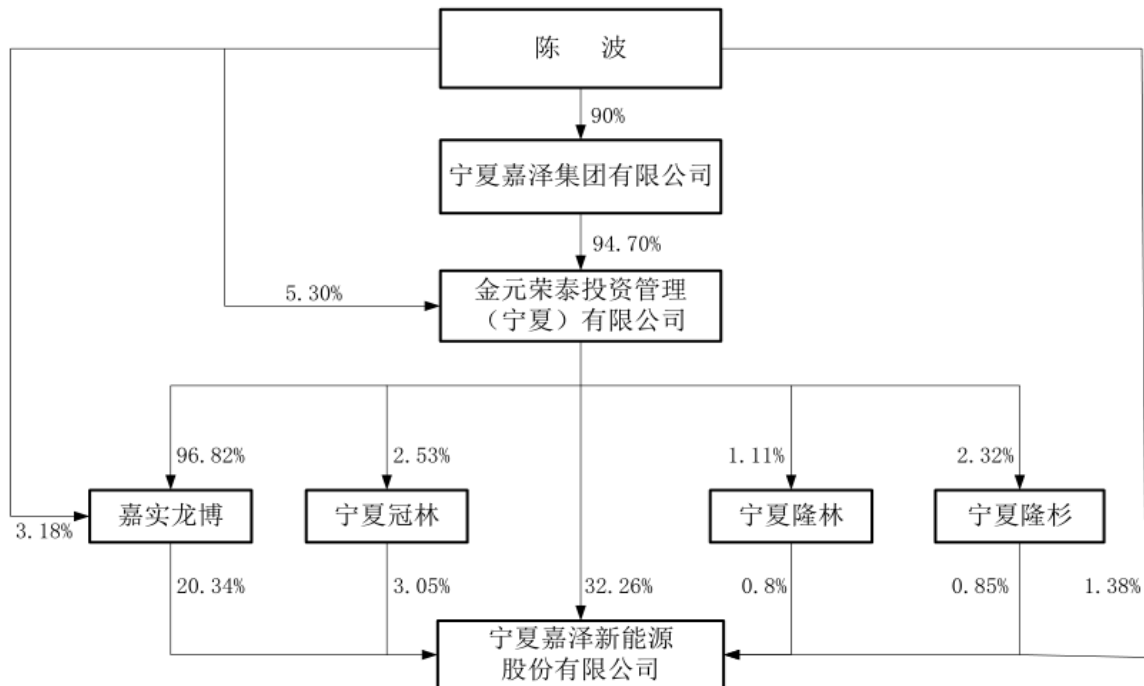 陈 波
90%
宁夏嘉泽集团有限公司
94.70%
5.30%
金元荣泰投资管理
（宁夏）有限公司
96.82%
2.53%
1.11%
2.32%
3.18%
嘉实龙博
宁夏冠林
宁夏隆林
宁夏隆杉
20.34%
3.05%
32.26%
0.8%
0.85%
1.38%
宁夏嘉泽新能源
股份有限公司